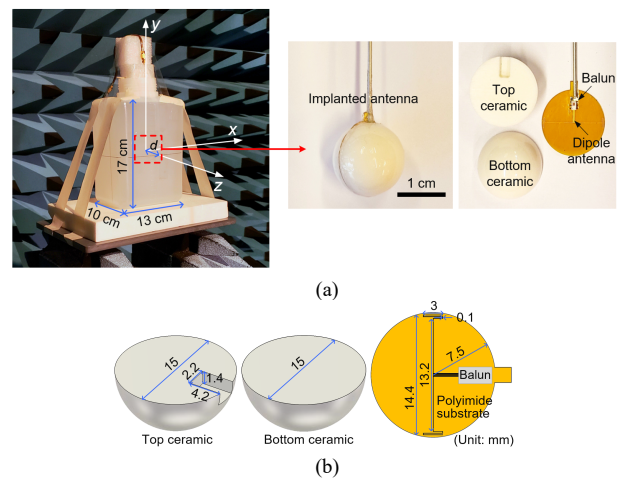 y
x
z
d
17 cm
10 cm
13 cm
Implanted antenna
1 cm
Top
ceramic
Bottom
ceramic
Balun
Dipole
antenna
(a)
15
2.2
1.4
4.2
Top ceramic
15
Bottom ceramic
3
0.1
7.5
14.4
13.2
Balun
Polyimide
substrate
(Unit: mm)
(b)